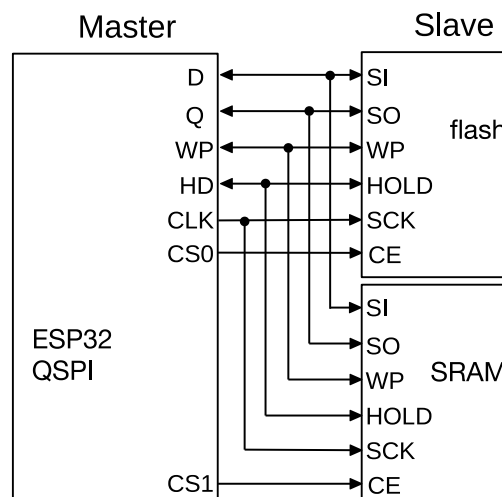 Master
Slave
D
Q
WP
HD
CLK
CS0
ESP32
QSPI
CS1
SI
SO
WP
HOLD
SCK
CE
flash
SI
SO
WP
HOLD
SCK
CE
SRAM